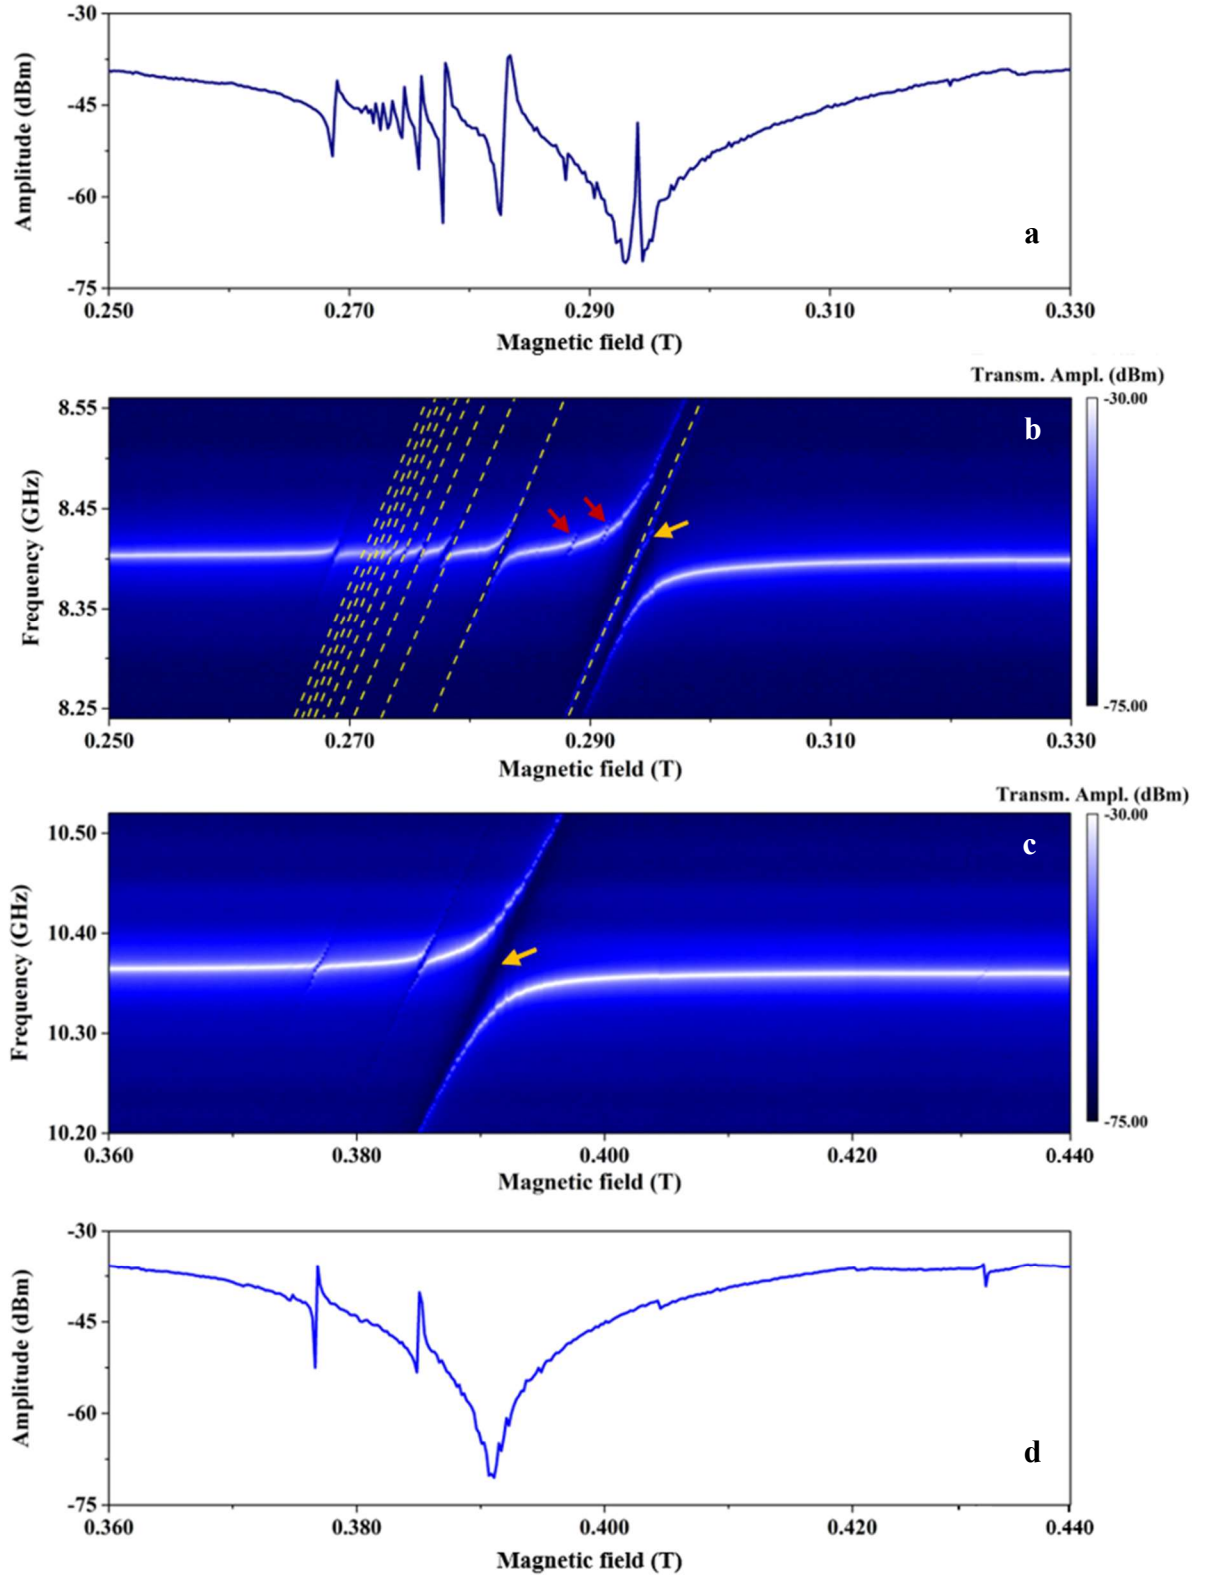 -30
-45
-60
-75
Amplitude (dBm)
a
0.250 0.270 0.290 0.310 0.330
Magnetic field (T)
Transm. Ampl. (dBm)
8.55
8.45
8.35
8.25
Frequency (GHz)
b
-30.00
-75.00
0.250 0.270 0.290 0.310 0.330
Magnetic field (T)
Transm. Ampl. (dBm)
10.50
10.40
10.30
10.20
Frequency (GHz)
c
-30.00
-75.00
0.360 0.380 0.400 0.420 0.440
Magnetic field (T)
-30
-45
-60
-75
Amplitude (dBm)
d
0.360 0.380 0.400 0.420 0.440
Magnetic field (T)